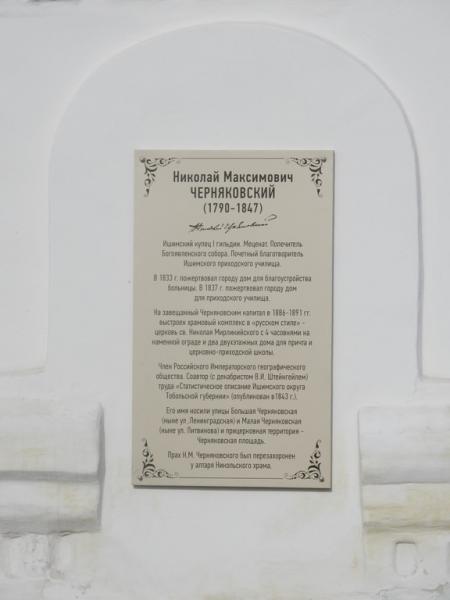 Николай Максимович
ЧЕРНЯКОВСКИЙ
(1790-1847)
Ишимский купец I гильдии. Меценат. Попечитель
Богоявленского собора. Почетный благотворитель
Ишимского приходского училища.
В 1833 г. пожертвовал городу дом для благоустройства
больницы. В 1837 г. пожертвовал городу дом
для приходского училища.
На завещанный Черняковским капитал в 1886-1891 гг.
выстроен храмовый комплекс в «русском стиле» -
церковь св. Николая Мирликийского с 4 часовнями на
каменной ограде и два двухэтажных дома для причта и
церковно-приходской школы.
Член Российского Императорского географического
общества. Соавтор (с декабристом В.И. Штейнгейлем)
труда «Статистическое описание Ишимского округа
Тобольской губернии» (опубликован в 1843 г.).
Его имя носили улицы Большая Черняковская
(ныне ул. Ленинградская) и Малая Черняковская
(ныне ул. Литвинова) и прицерковная территория -
Черняковская площадь.
Прах Н.М. Черняковского был перезахоронен
у алтаря Никольского храма.